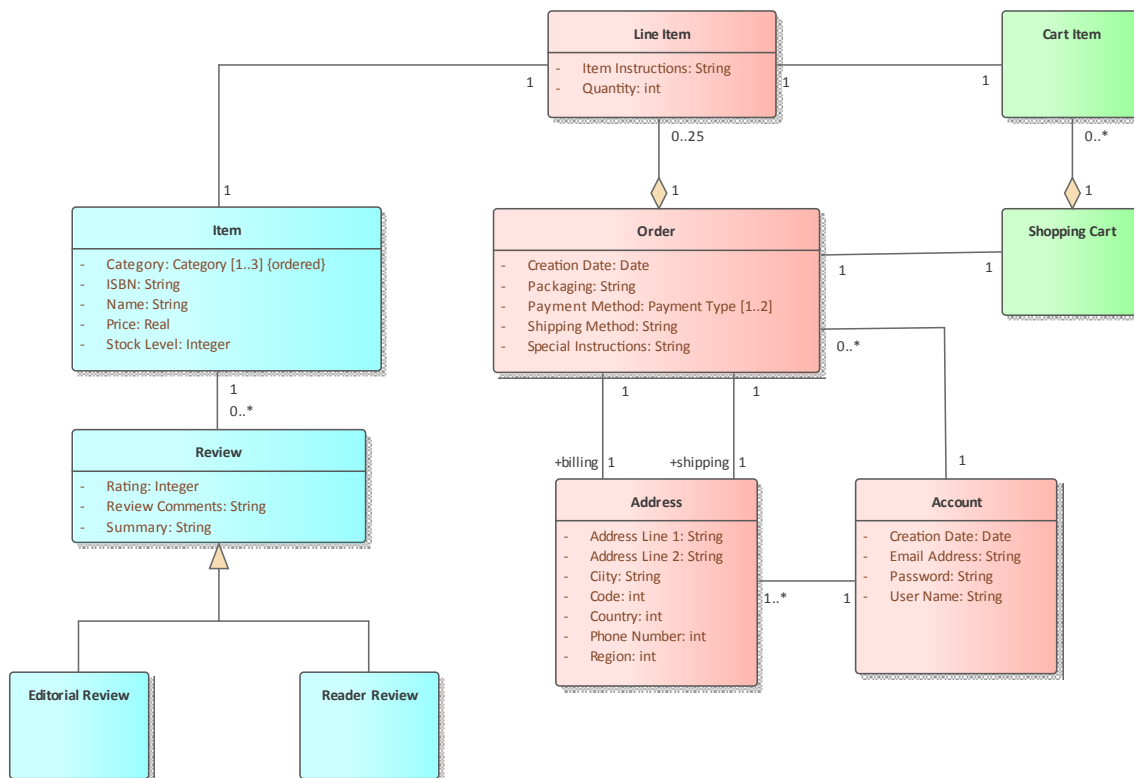 Line Item
- Item Instructions: String
- Quantity: int
Cart Item
1
1
1
0..25
0..*
1
1
1
Item
- Category: Category [1..3] {ordered}
- ISBN: String
- Name: String
- Price: Real
- Stock Level: Integer
Order
- Creation Date: Date
- Packaging: String
- Payment Method: Payment Type [1..2]
- Shipping Method: String
- Special Instructions: String
Shopping Cart
1
1
0..*
1
0..*
1
1
Review
- Rating: Integer
- Review Comments: String
- Summary: String
+billing 1
+shipping 1
1
Address
- Address Line 1: String
- Address Line 2: String
- Ciity: String
- Code: int
- Country: int
- Phone Number: int
- Region: int
Account
- Creation Date: Date
- Email Address: String
- Password: String
- User Name: String
1..*
1
Editorial Review
Reader Review